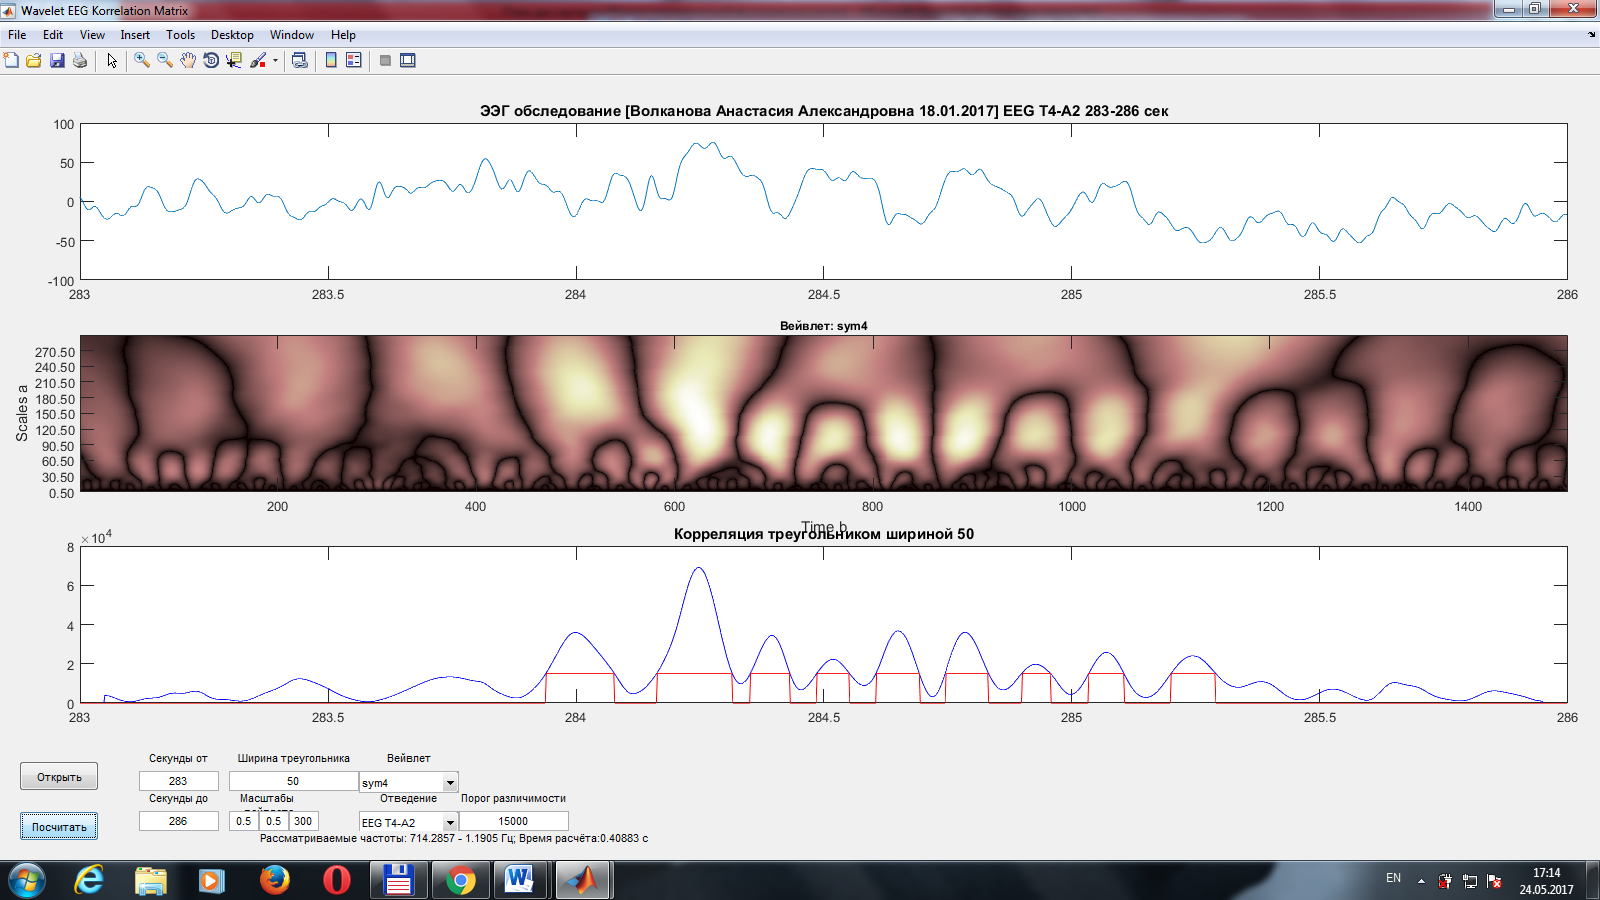 Wavelet EEG Korrelation Matrix
File Edit View Insert Tools Desktop Window Help
ЭЭГ обследование [Волканова Анастасия Александровна 18.01.2017] EEG T4-A2 283-286 сек
100
50
0
-50
-100
283 283.5 284 284.5 285 285.5 286
Вейвлет: sym4
Scales a
270.50
240.50
210.50
180.50
150.50
120.50
90.50
60.50
30.50
0.50
200 400 600 800 1000 1200 1400
Time b
Корреляция треугольником шириной 50
×10^4
8
6
4
2
0
283 283.5 284 284.5 285 285.5 286
Секунды от Ширина треугольника Вейвлет
Открыть 283 50 sym4
Секунды до Масштабы Отведение Порог различимости
Посчитать 286 0.5 0.5 300 EEG T4-A2 15000
Рассматриваемые частоты: 714.2857 - 1.1905 Гц; Время расчёта:0.40883 с
EN 17:14
24.05.2017